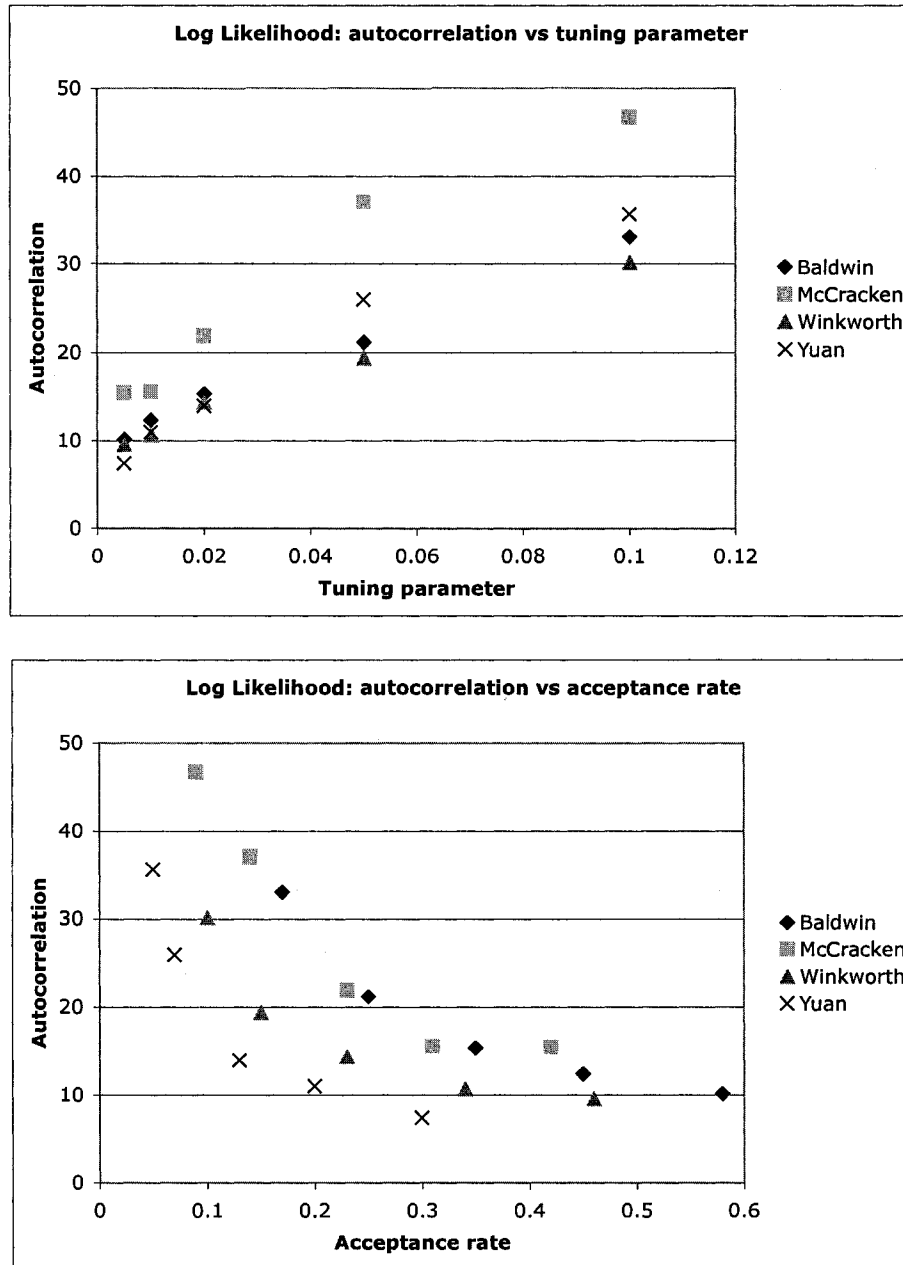 Log Likelihood: autocorrelation vs tuning parameter
50
40
30
20
10
0
Autocorrelation
0 0.02 0.04 0.06 0.08 0.1 0.12
Tuning parameter
Baldwin
McCracken
Winkworth
Yuan
Log Likelihood: autocorrelation vs acceptance rate
50
40
30
20
10
0
Autocorrelation
0 0.1 0.2 0.3 0.4 0.5 0.6
Acceptance rate
Baldwin
McCracken
Winkworth
Yuan